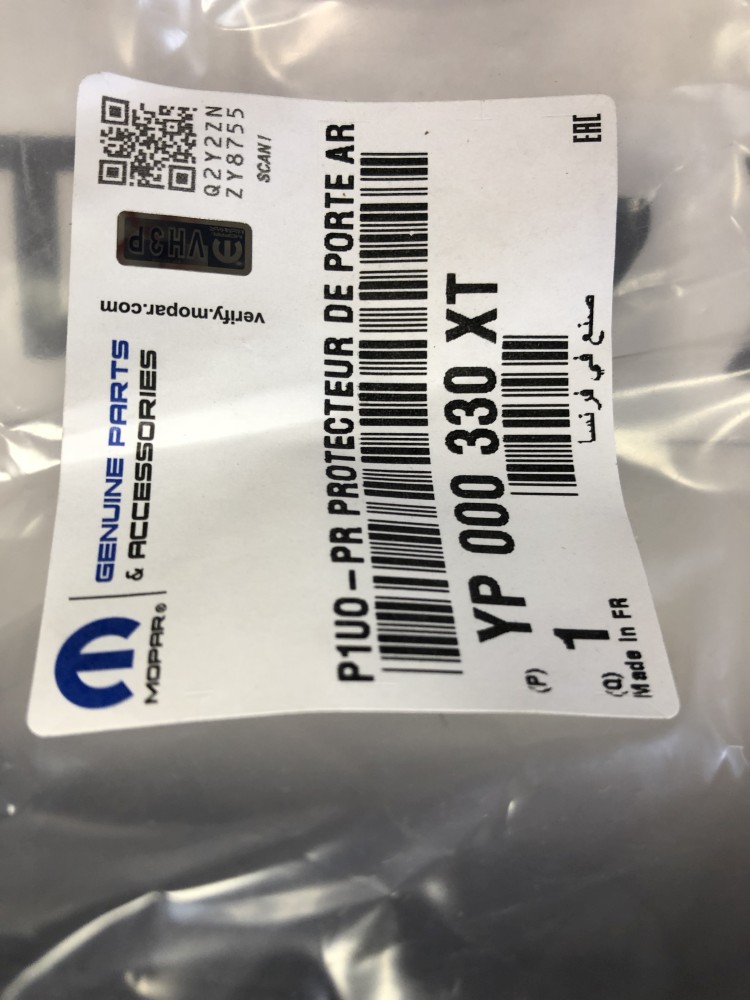 MOPAR®
GENUINE PARTS
& ACCESSORIES
verify.mopar.com
VH3P
Q2Y2ZN
ZY8755
SCAN!
P1UO-PR PROTECTEUR DE PORTE AR
YP 000 330 XT
(P)
1
(Q)
Made In FR
صنع في فرنسا
EAC